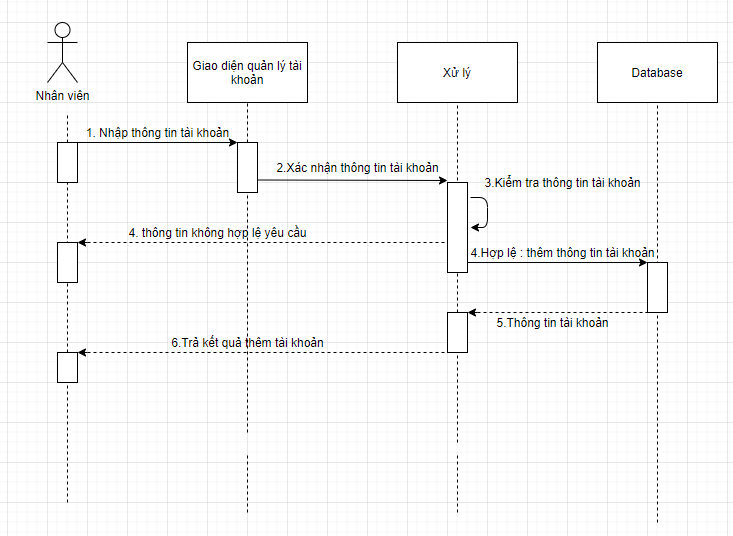 Nhân viên
Giao diện quản lý tài
khoản
Xử lý
Database
1. Nhập thông tin tài khoản
2.Xác nhận thông tin tài khoản
3.Kiểm tra thông tin tài khoản
4. thông tin không hợp lệ yêu cầu
4.Hợp lệ : thêm thông tin tài khoản
5.Thông tin tài khoản
6.Trả kết quả thêm tài khoản